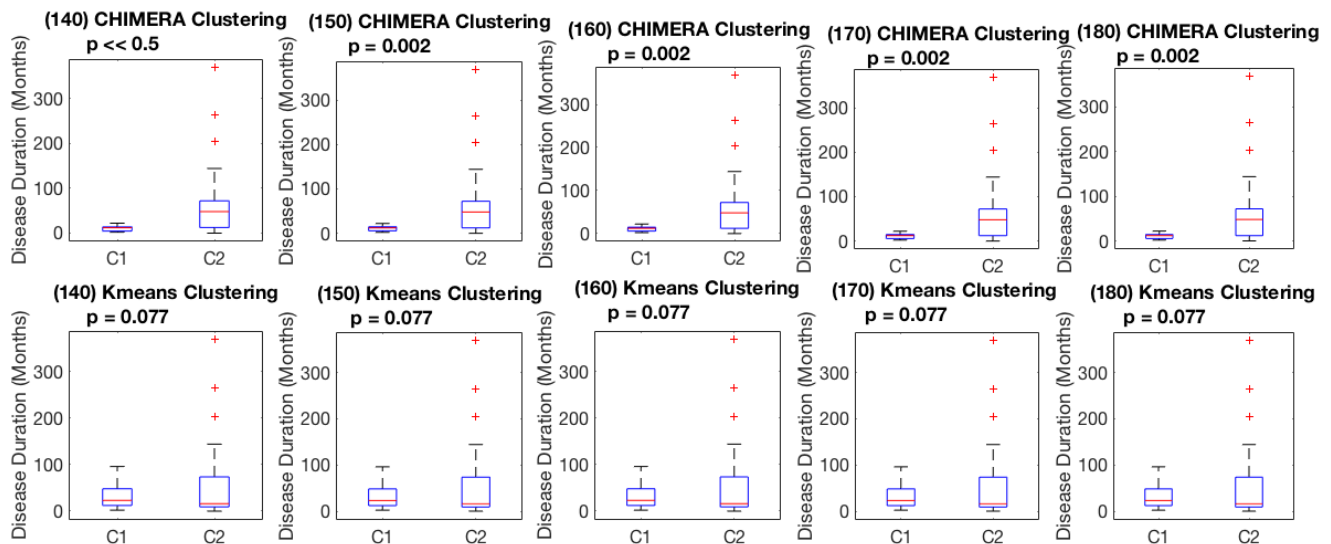 (140) CHIMERA Clustering
p << 0.5
Disease Duration (Months)
300
200
100
0
C1 C2
(150) CHIMERA Clustering
p = 0.002
Disease Duration (Months)
300
200
100
0
C1 C2
(160) CHIMERA Clustering
p = 0.002
Disease Duration (Months)
300
200
100
0
C1 C2
(170) CHIMERA Clustering
p = 0.002
Disease Duration (Months)
300
200
100
0
C1 C2
(180) CHIMERA Clustering
p = 0.002
Disease Duration (Months)
300
200
100
0
C1 C2
(140) Kmeans Clustering
p = 0.077
Disease Duration (Months)
300
200
100
0
C1 C2
(150) Kmeans Clustering
p = 0.077
Disease Duration (Months)
300
200
100
0
C1 C2
(160) Kmeans Clustering
p = 0.077
Disease Duration (Months)
300
200
100
0
C1 C2
(170) Kmeans Clustering
p = 0.077
Disease Duration (Months)
300
200
100
0
C1 C2
(180) Kmeans Clustering
p = 0.077
Disease Duration (Months)
300
200
100
0
C1 C2